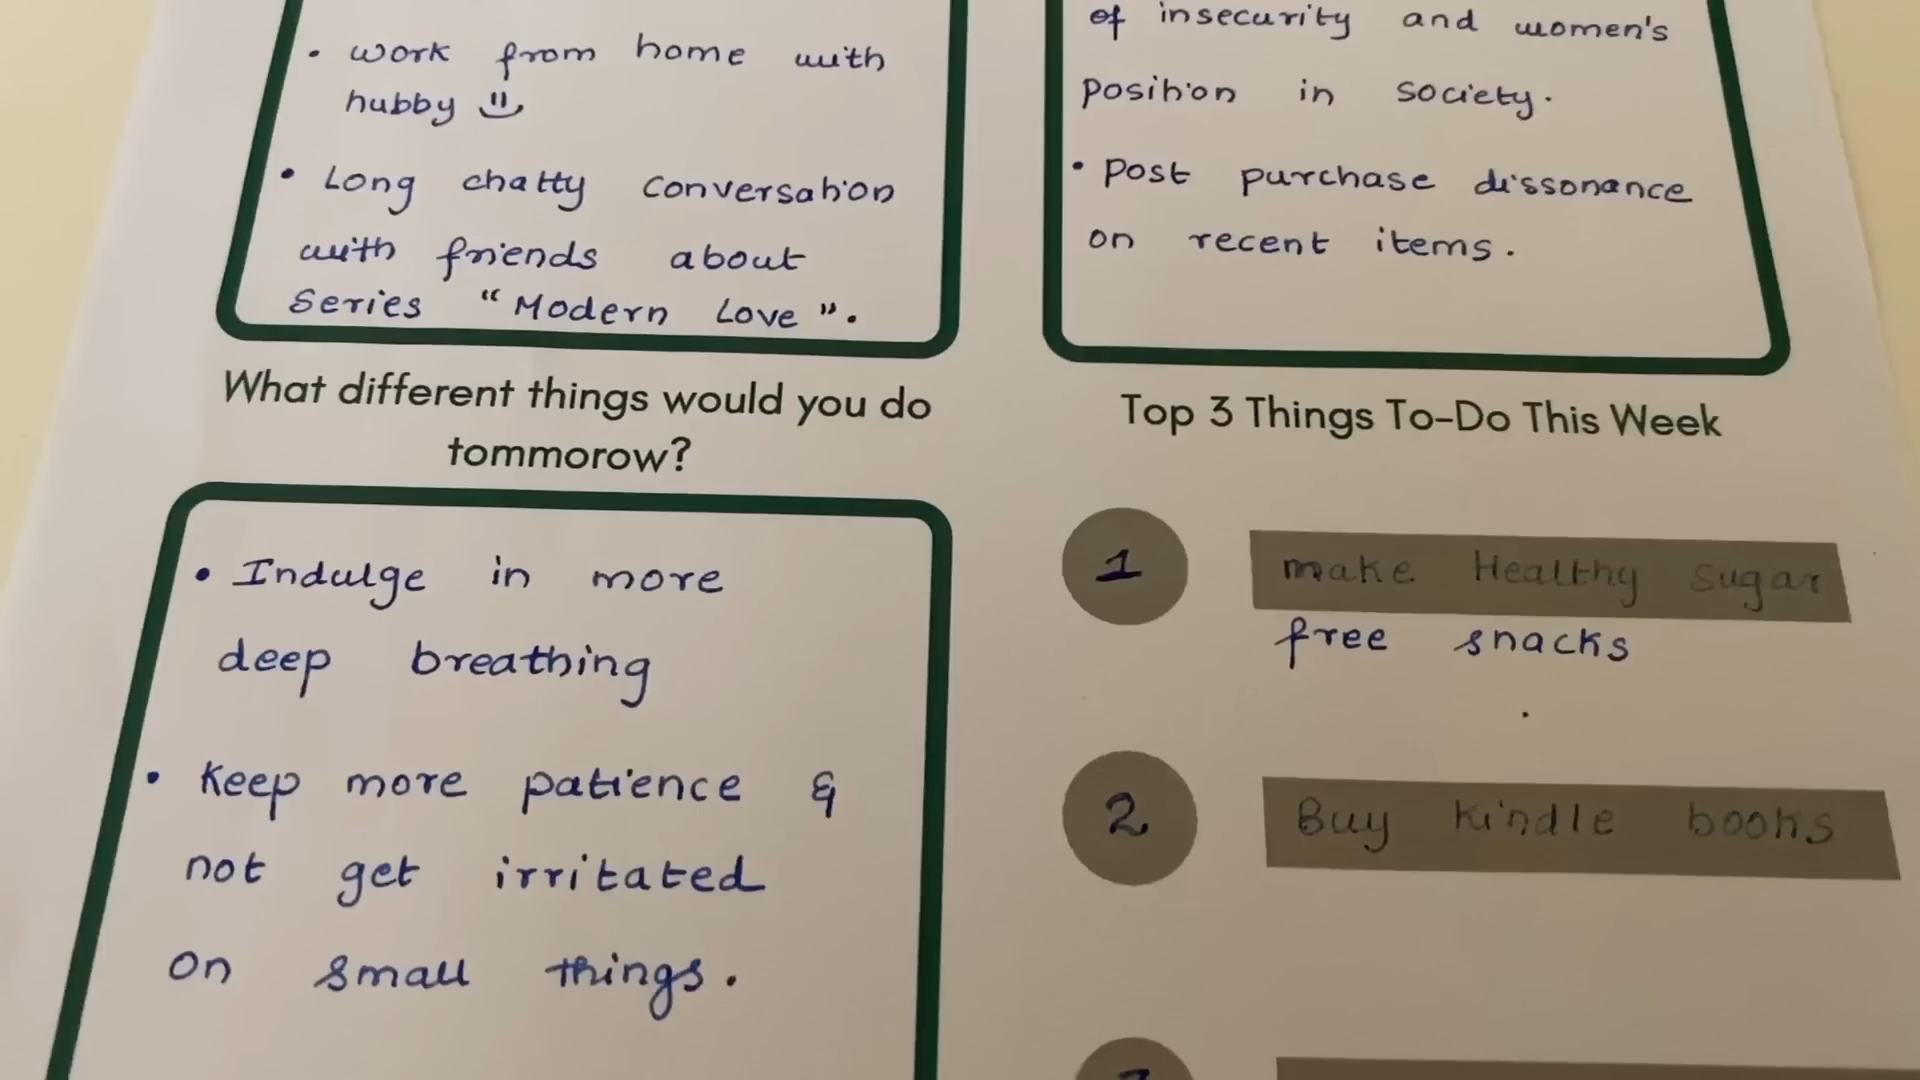 • work from home with
hubby
• Long chatty conversation
with friends about
Series "Modern Love".
of insecurity and women's
position in society.
• Post purchase dissonance
on recent items.
What different things would you do
tommorow?
• Indulge in more
deep breathing
• Keep more patience &
not get irritated
on small things.
Top 3 Things To-Do This Week
1
make Healthy sugar
free snacks
2
Buy kindle books